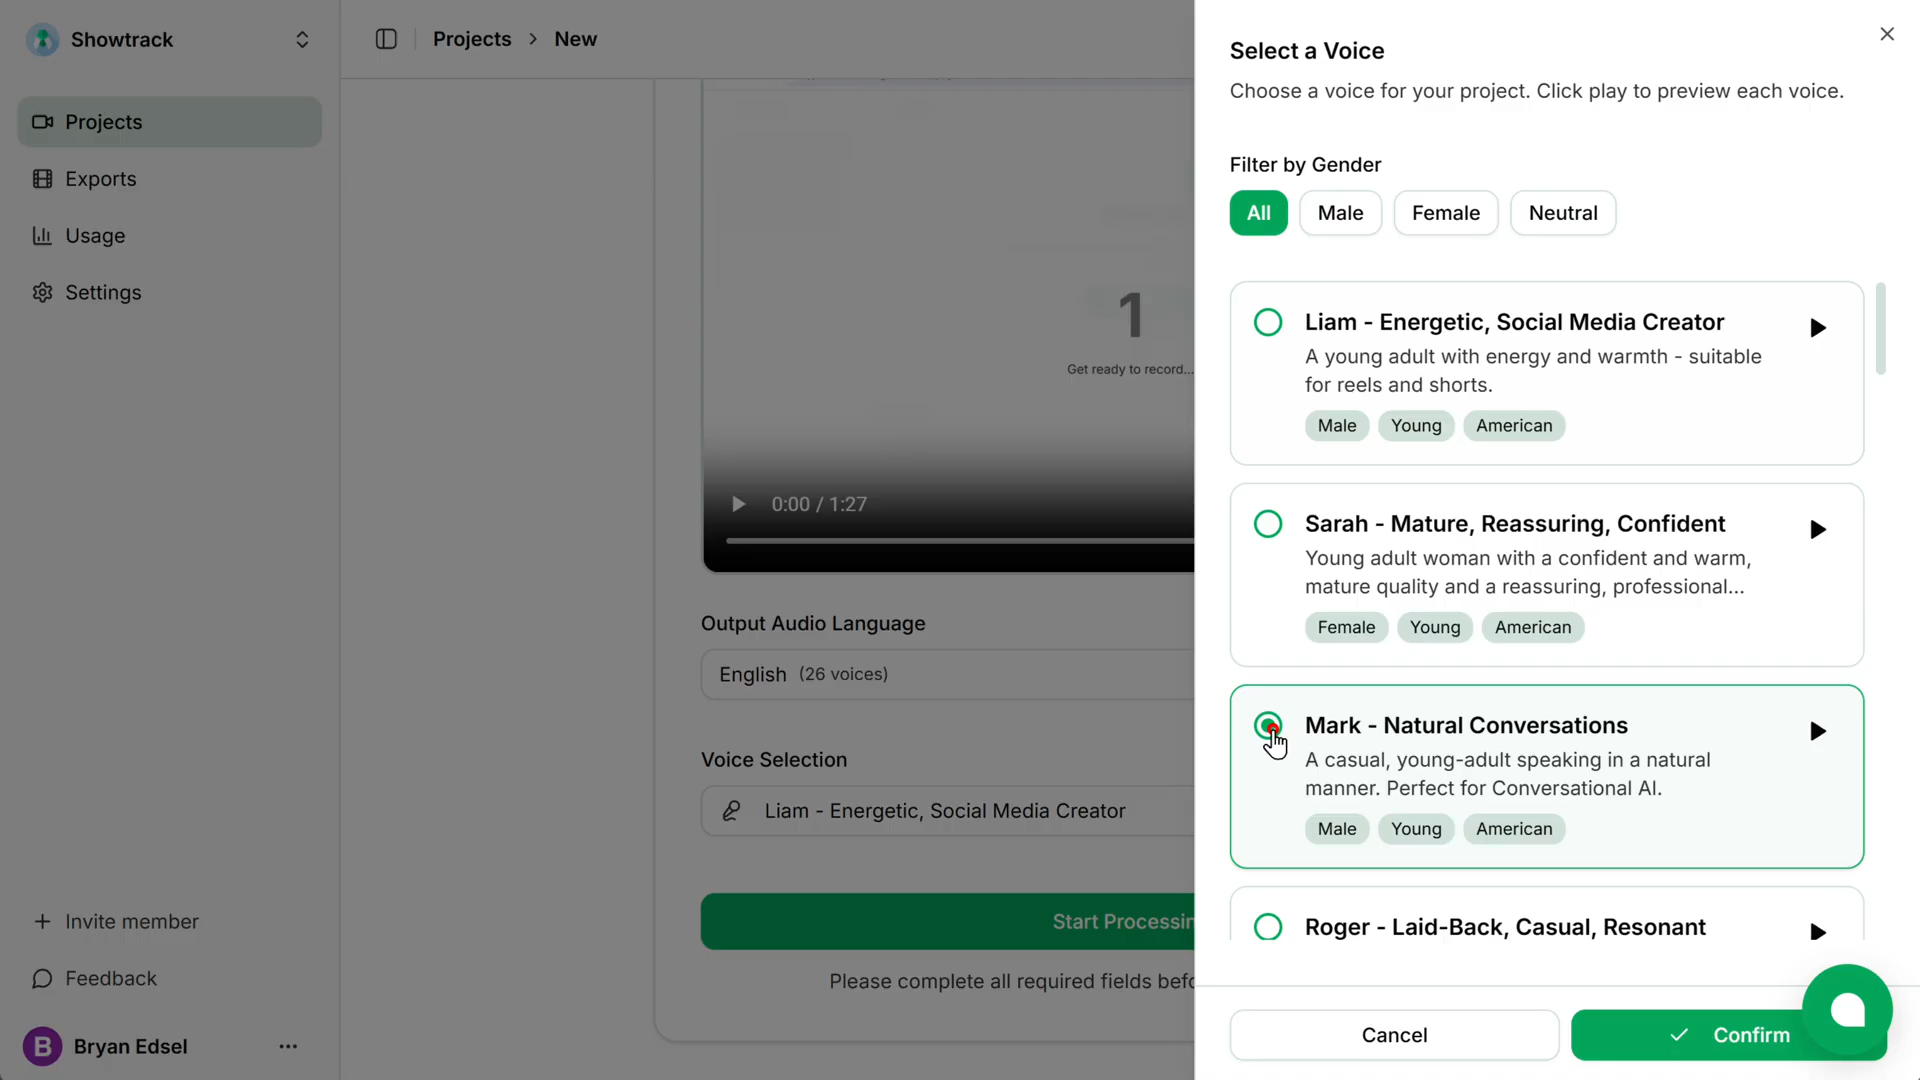 Showtrack
Projects
Exports
Usage
Settings
Invite member
Feedback
B Bryan Edsel
Projects > New
1
Get ready to record...
0:00 / 1:27
Output Audio Language
English (26 voices)
Voice Selection
Liam - Energetic, Social Media Creator
Start Processin
Please complete all required fields befo
Select a Voice
Choose a voice for your project. Click play to preview each voice.
Filter by Gender
All Male Female Neutral
Liam - Energetic, Social Media Creator
A young adult with energy and warmth - suitable
for reels and shorts.
Male Young American
Sarah - Mature, Reassuring, Confident
Young adult woman with a confident and warm,
mature quality and a reassuring, professional...
Female Young American
Mark - Natural Conversations
A casual, young-adult speaking in a natural
manner. Perfect for Conversational AI.
Male Young American
Roger - Laid-Back, Casual, Resonant
Cancel Confirm